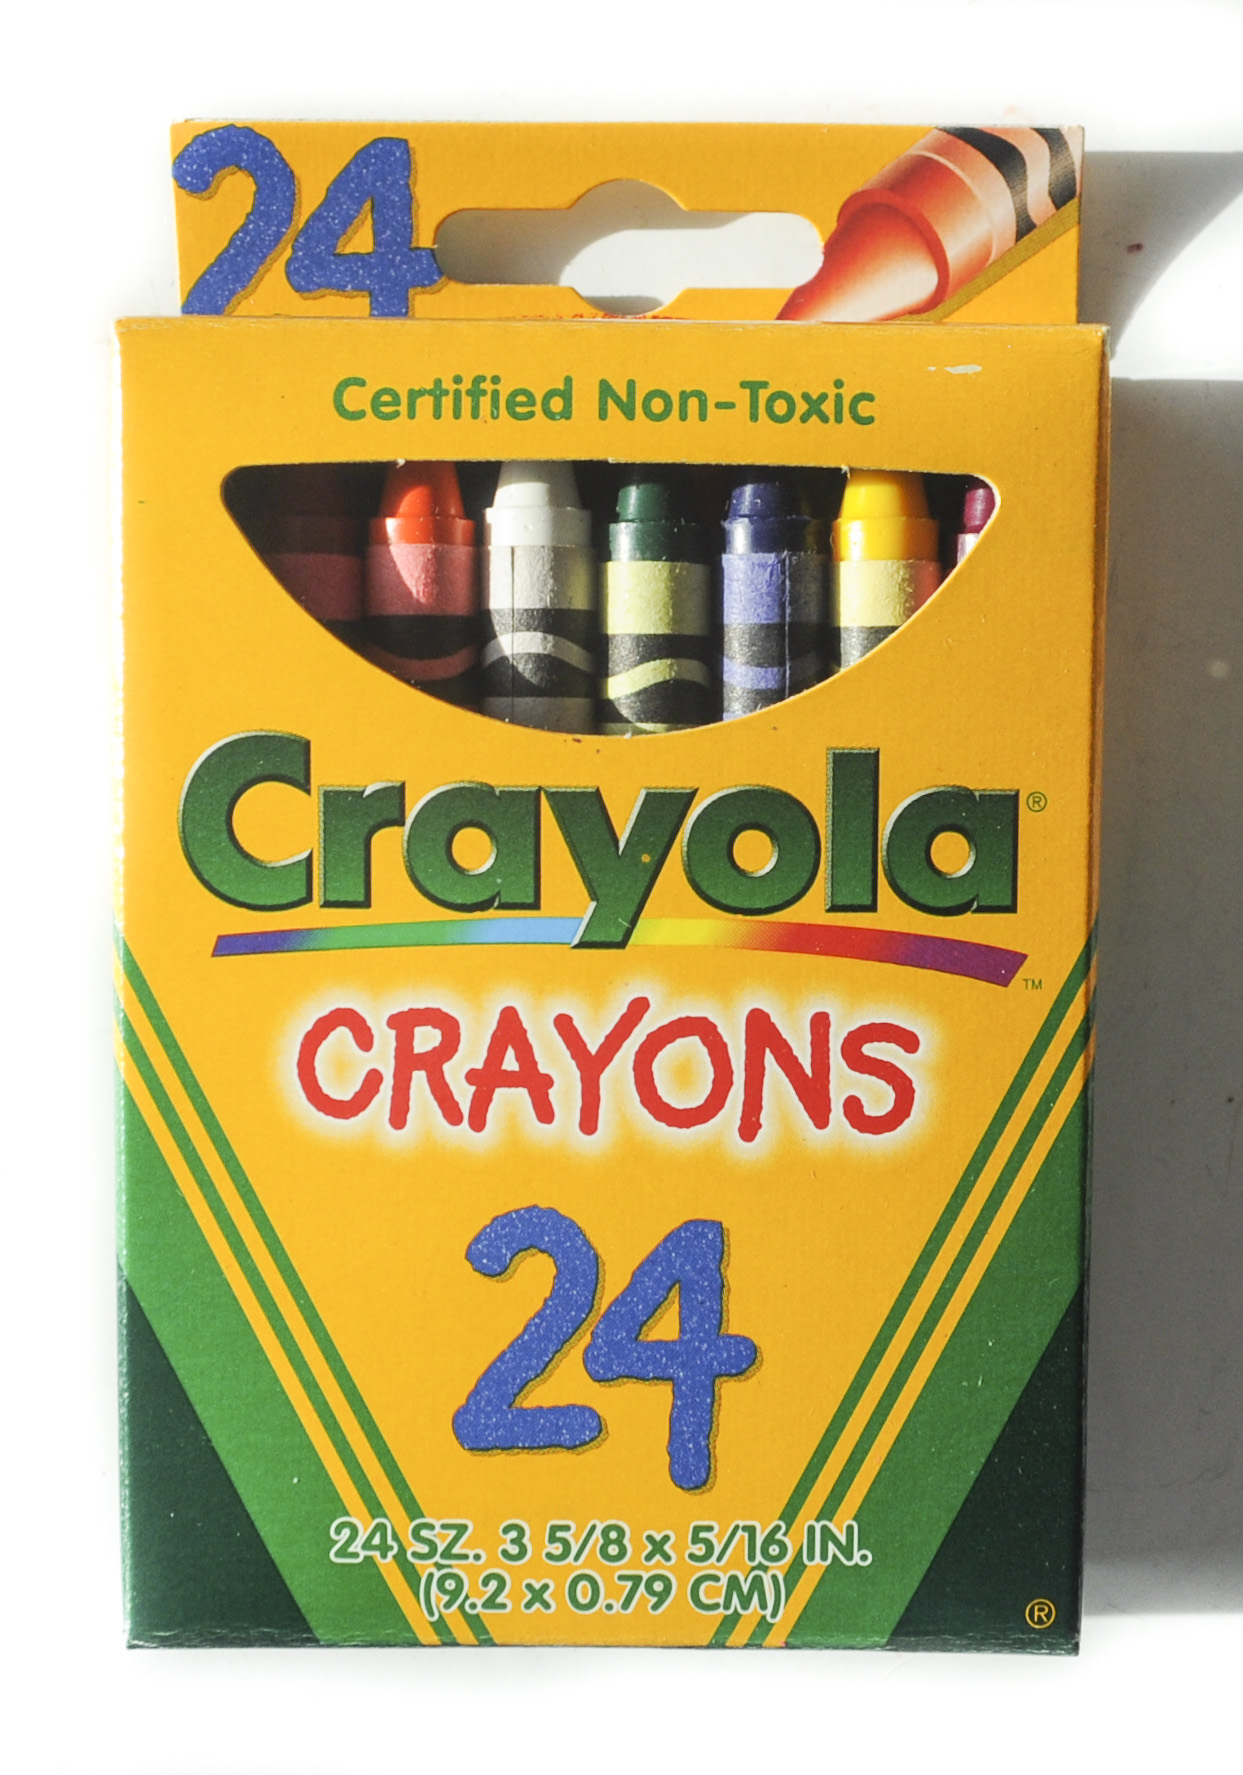 24
Certified Non-Toxic
Crayola®
™
CRAYONS
24
24 SZ. 3 5/8 x 5/16 IN.
(9.2 x 0.79 CM)
®